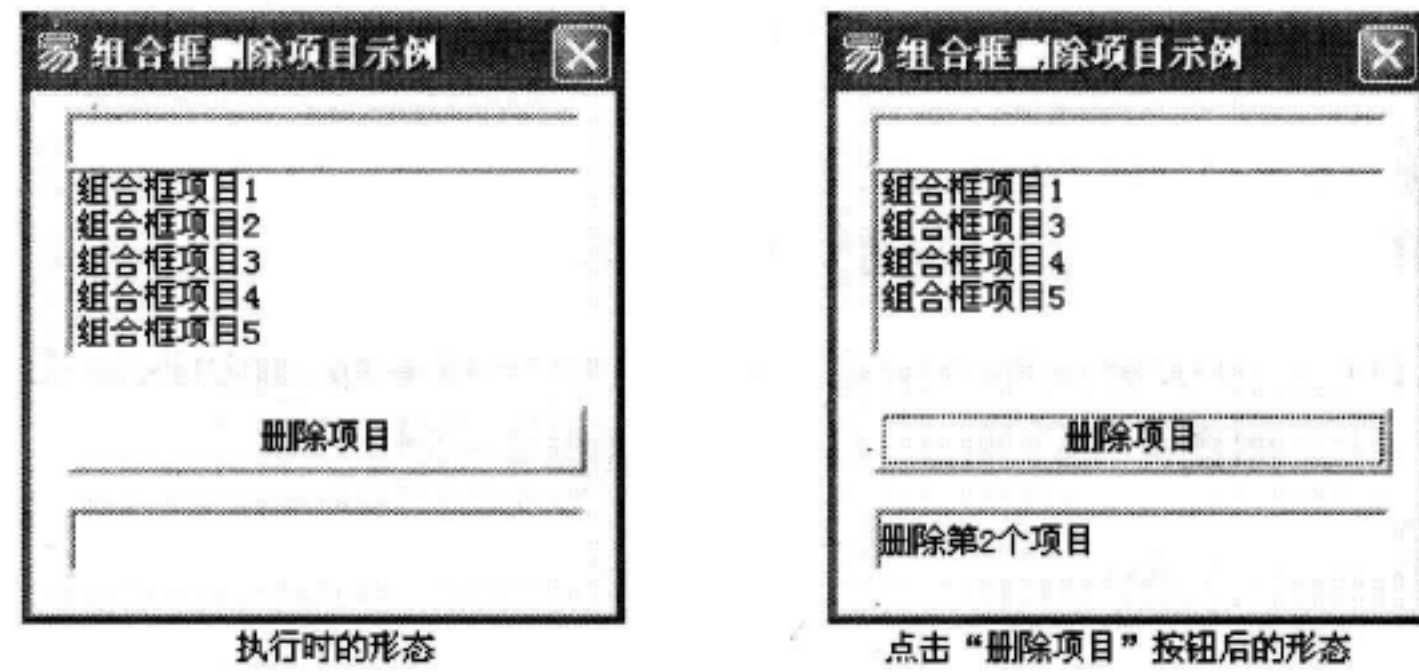 易 组合框删除项目示例
组合框项目1
组合框项目2
组合框项目3
组合框项目4
组合框项目5
删除项目
执行时的形态
易 组合框删除项目示例
组合框项目1
组合框项目3
组合框项目4
组合框项目5
删除项目
删除第2个项目
点击“删除项目”按钮后的形态